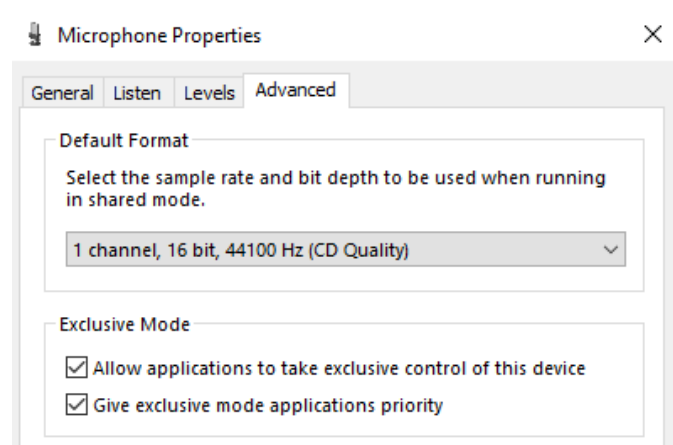 Microphone Properties
General Listen Levels Advanced
Default Format
Select the sample rate and bit depth to be used when running
in shared mode.
1 channel, 16 bit, 44100 Hz (CD Quality)
Exclusive Mode
Allow applications to take exclusive control of this device
Give exclusive mode applications priority